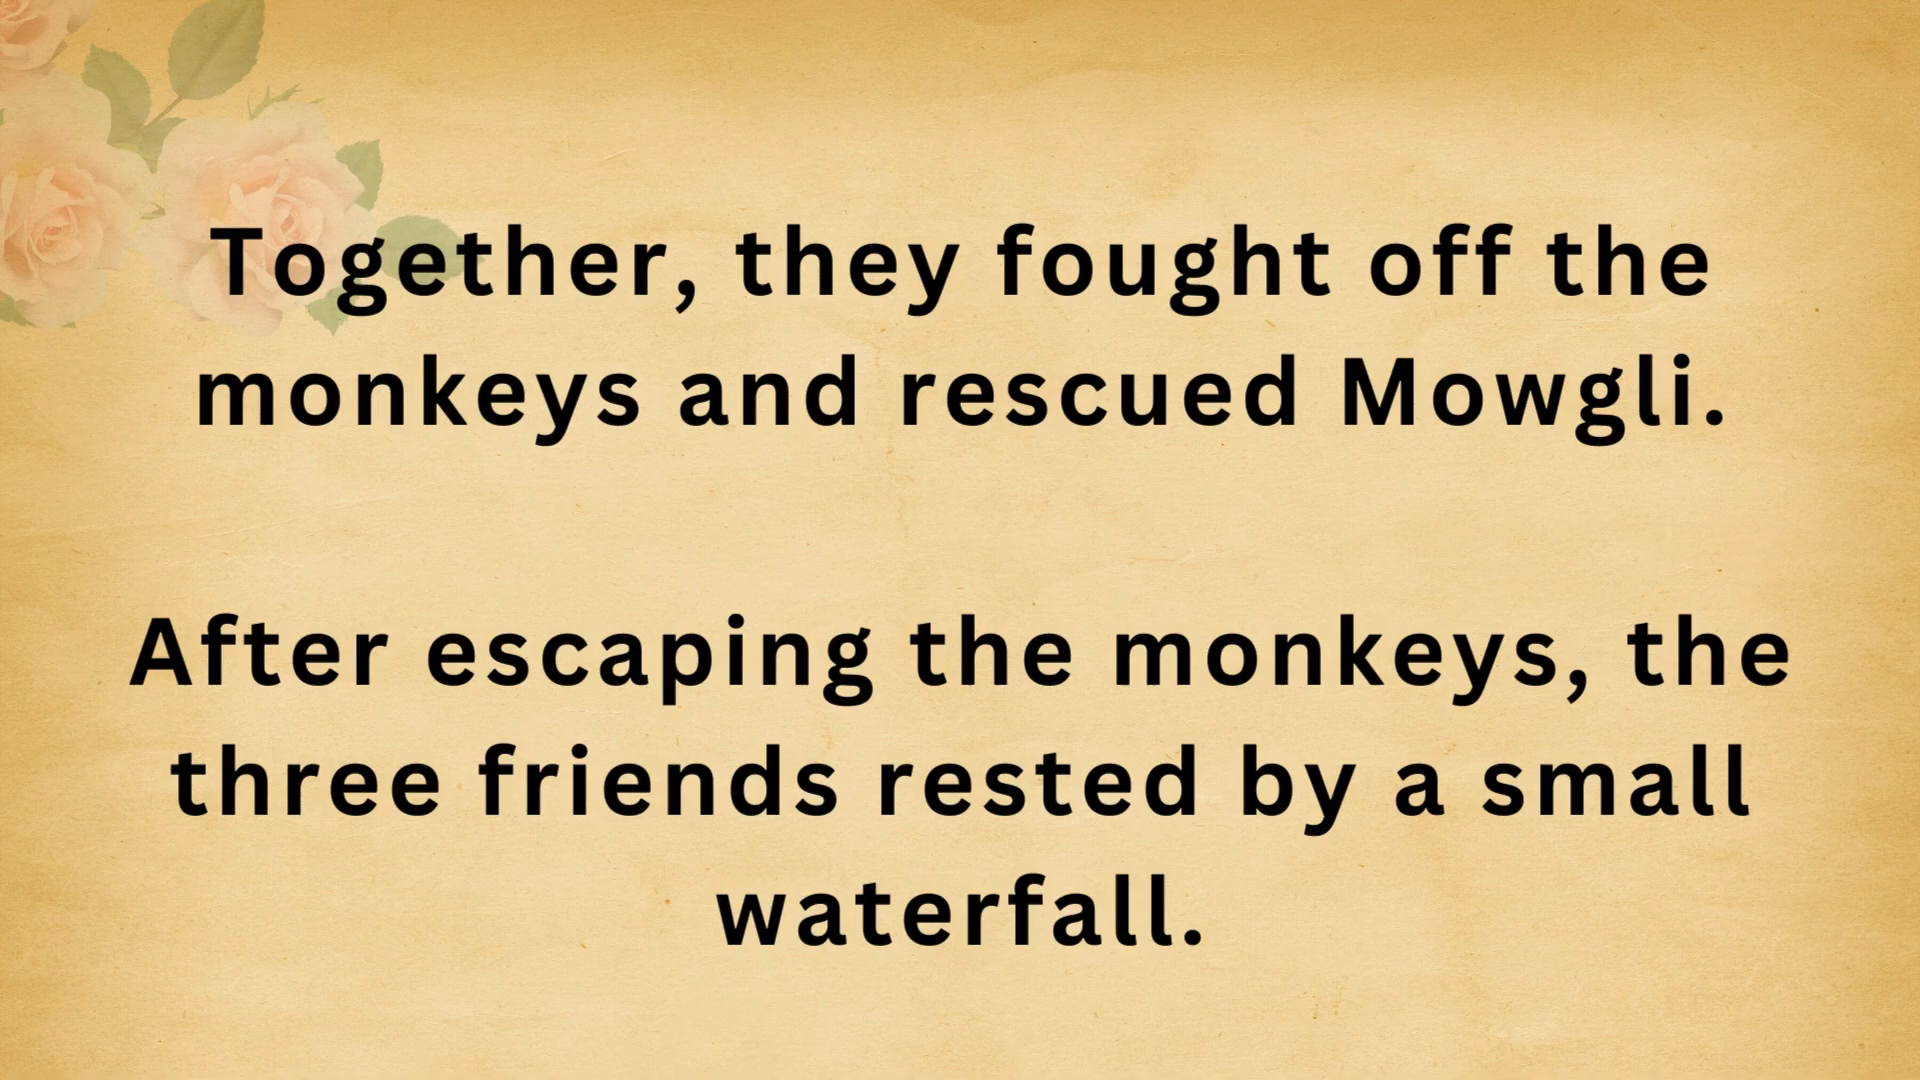 Together, they fought off the
monkeys and rescued Mowgli.
After escaping the monkeys, the
three friends rested by a small
waterfall.